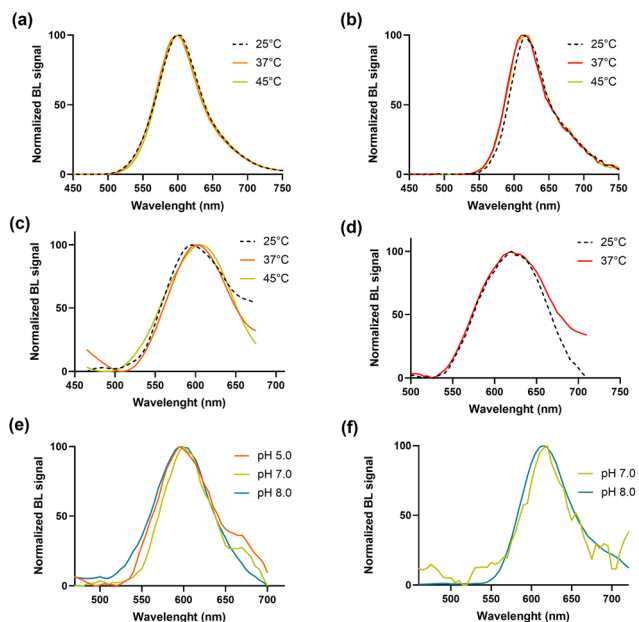 (a)
Normalized BL signal
100
50
0
450 500 550 600 650 700 750
Wavelenght (nm)
25°C
37°C
45°C
(b)
Normalized BL signal
100
50
0
450 500 550 600 650 700 750
Wavelenght (nm)
25°C
37°C
45°C
(c)
Normalized BL signal
100
50
0
450 500 550 600 650 700
Wavelenght (nm)
25°C
37°C
45°C
(d)
Normalized BL signal
100
50
0
500 550 600 650 700 750
Wavelenght (nm)
25°C
37°C
(e)
Normalized BL signal
100
50
0
500 550 600 650 700
Wavelenght (nm)
pH 5.0
pH 7.0
pH 8.0
(f)
Normalized BL signal
100
50
0
500 550 600 650 700
Wavelenght (nm)
pH 7.0
pH 8.0